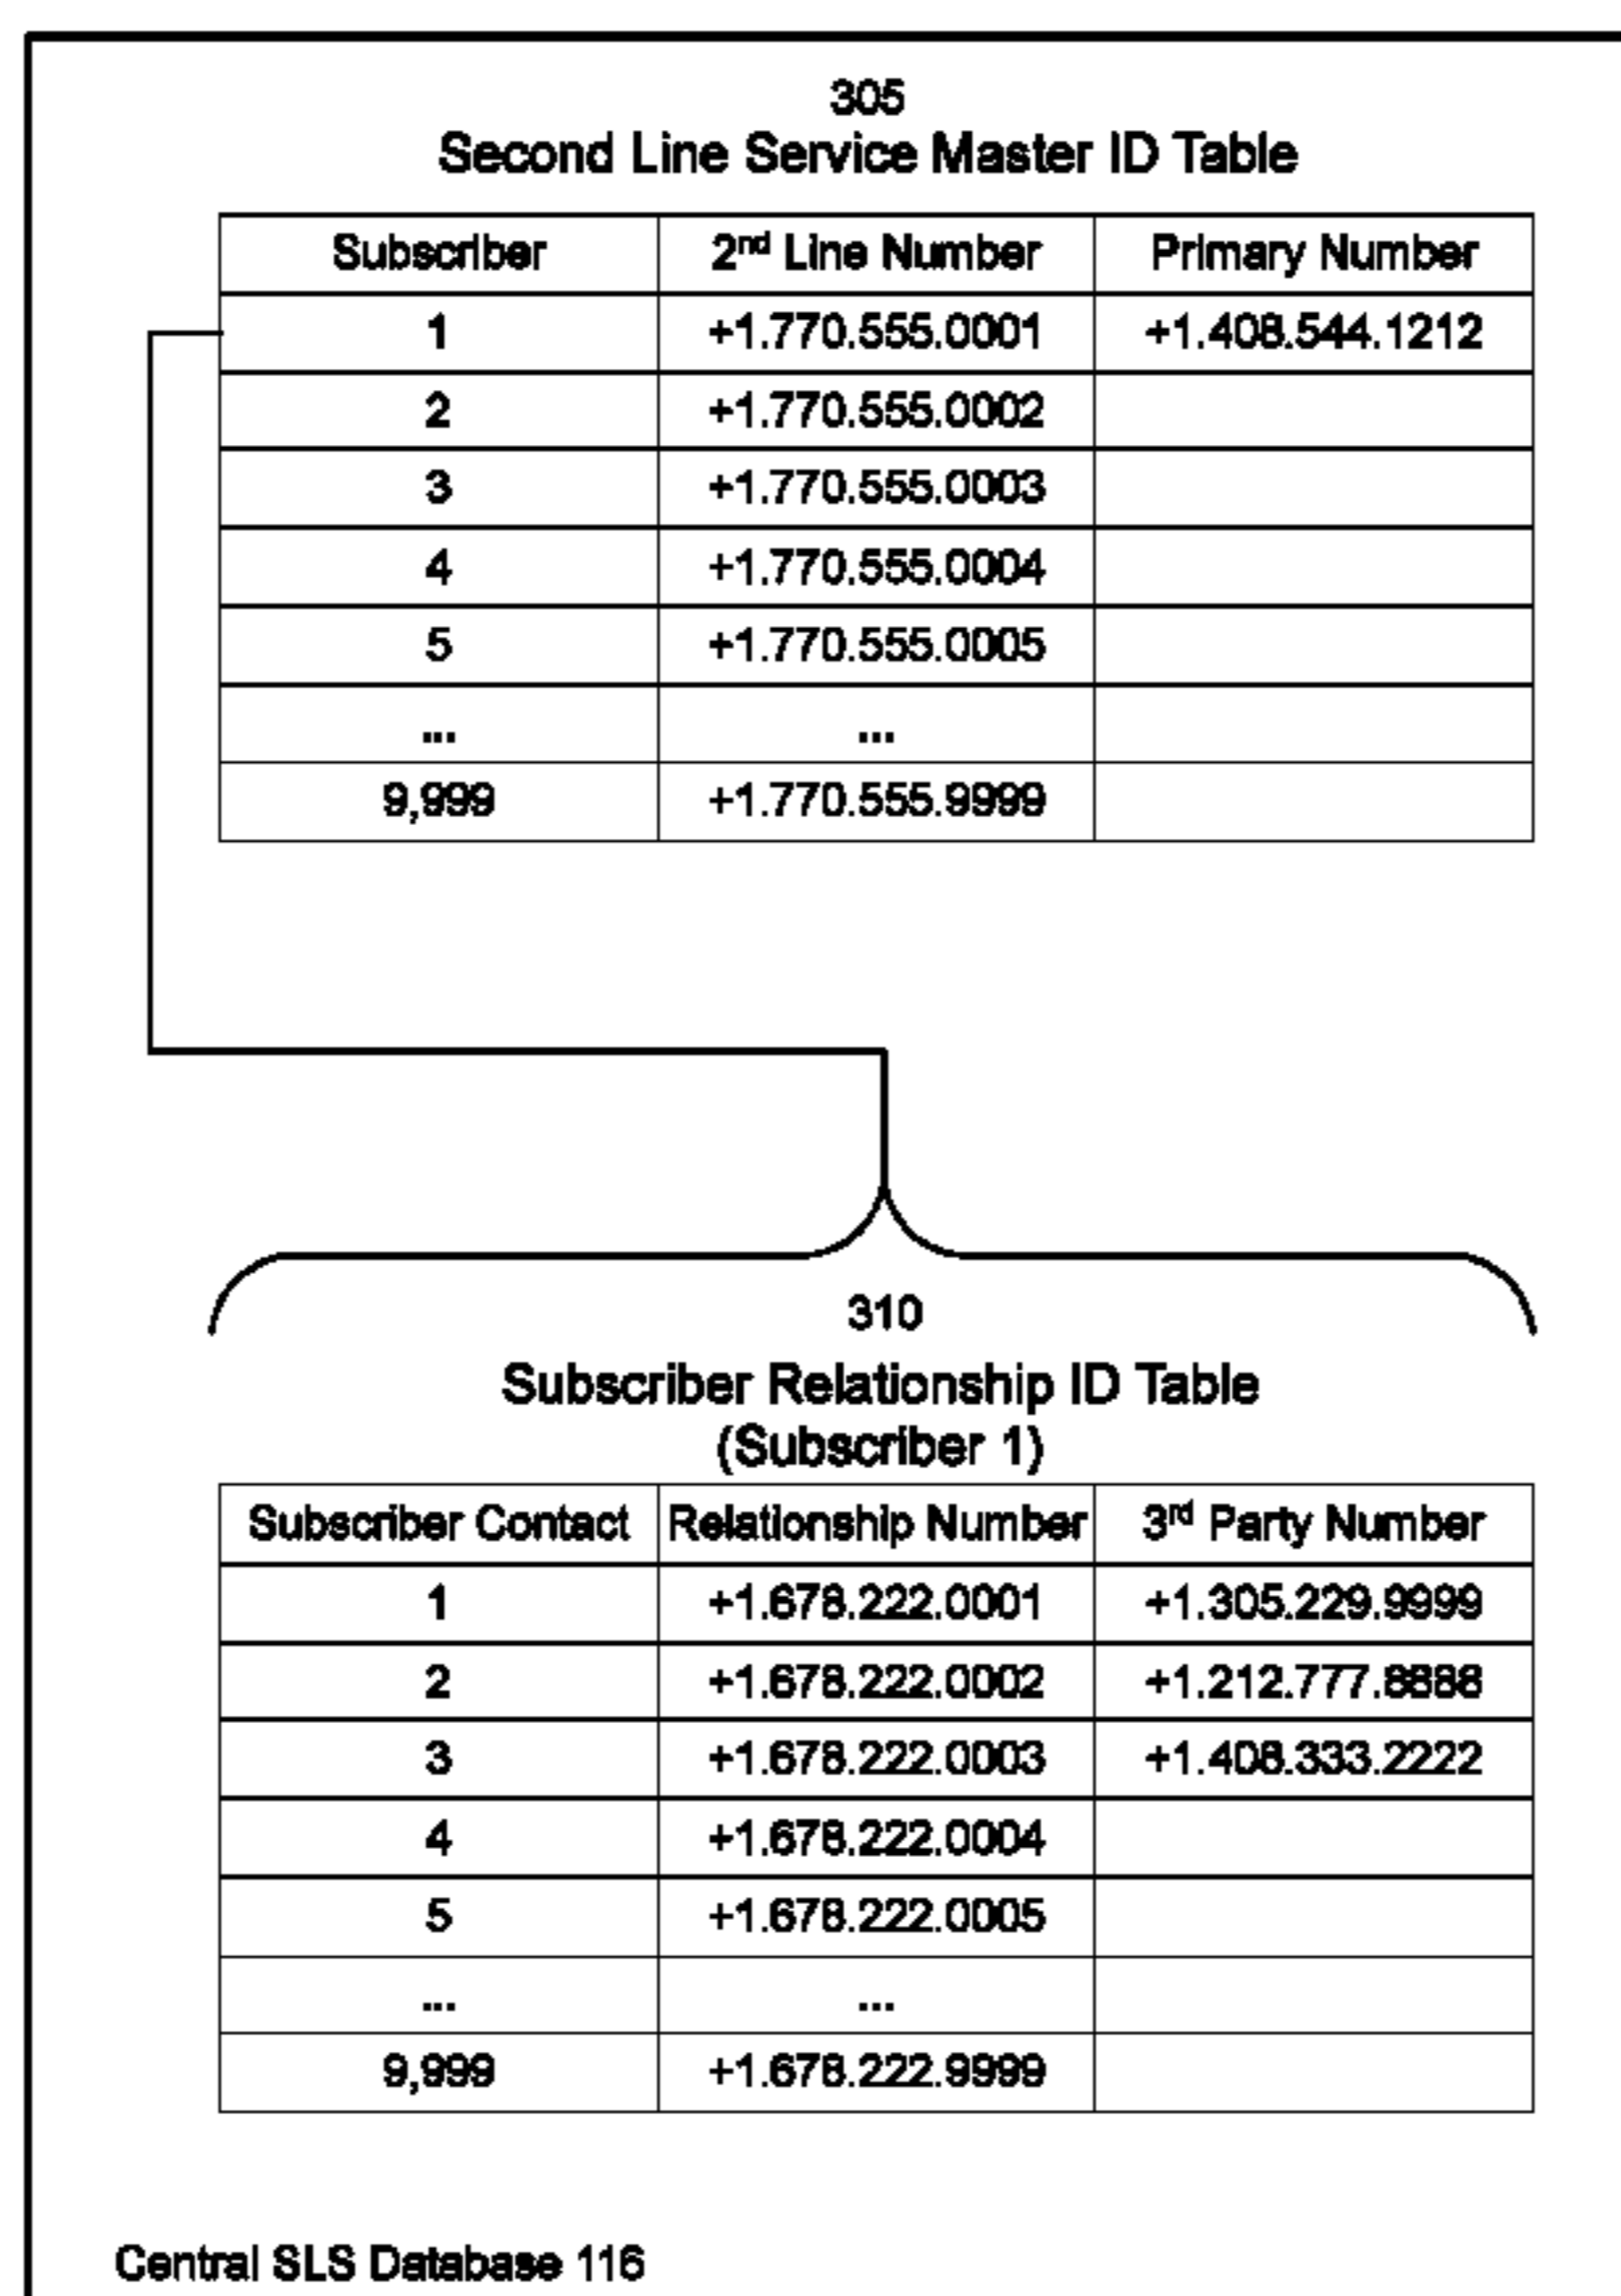 305
Second Line Service Master ID Table
Subscriber 2nd Line Number Primary Number
1 +1.770.555.0001 +1.408.544.1212
2 +1.770.555.0002
3 +1.770.555.0003
4 +1.770.555.0004
5 +1.770.555.0005
... ...
9,999 +1.770.555.9999
310
Subscriber Relationship ID Table
(Subscriber 1)
Subscriber Contact Relationship Number 3rd Party Number
1 +1.678.222.0001 +1.305.229.9999
2 +1.678.222.0002 +1.212.777.8888
3 +1.678.222.0003 +1.408.333.2222
4 +1.678.222.0004
5 +1.678.222.0005
... ...
9,999 +1.678.222.9999
Central SLS Database 116